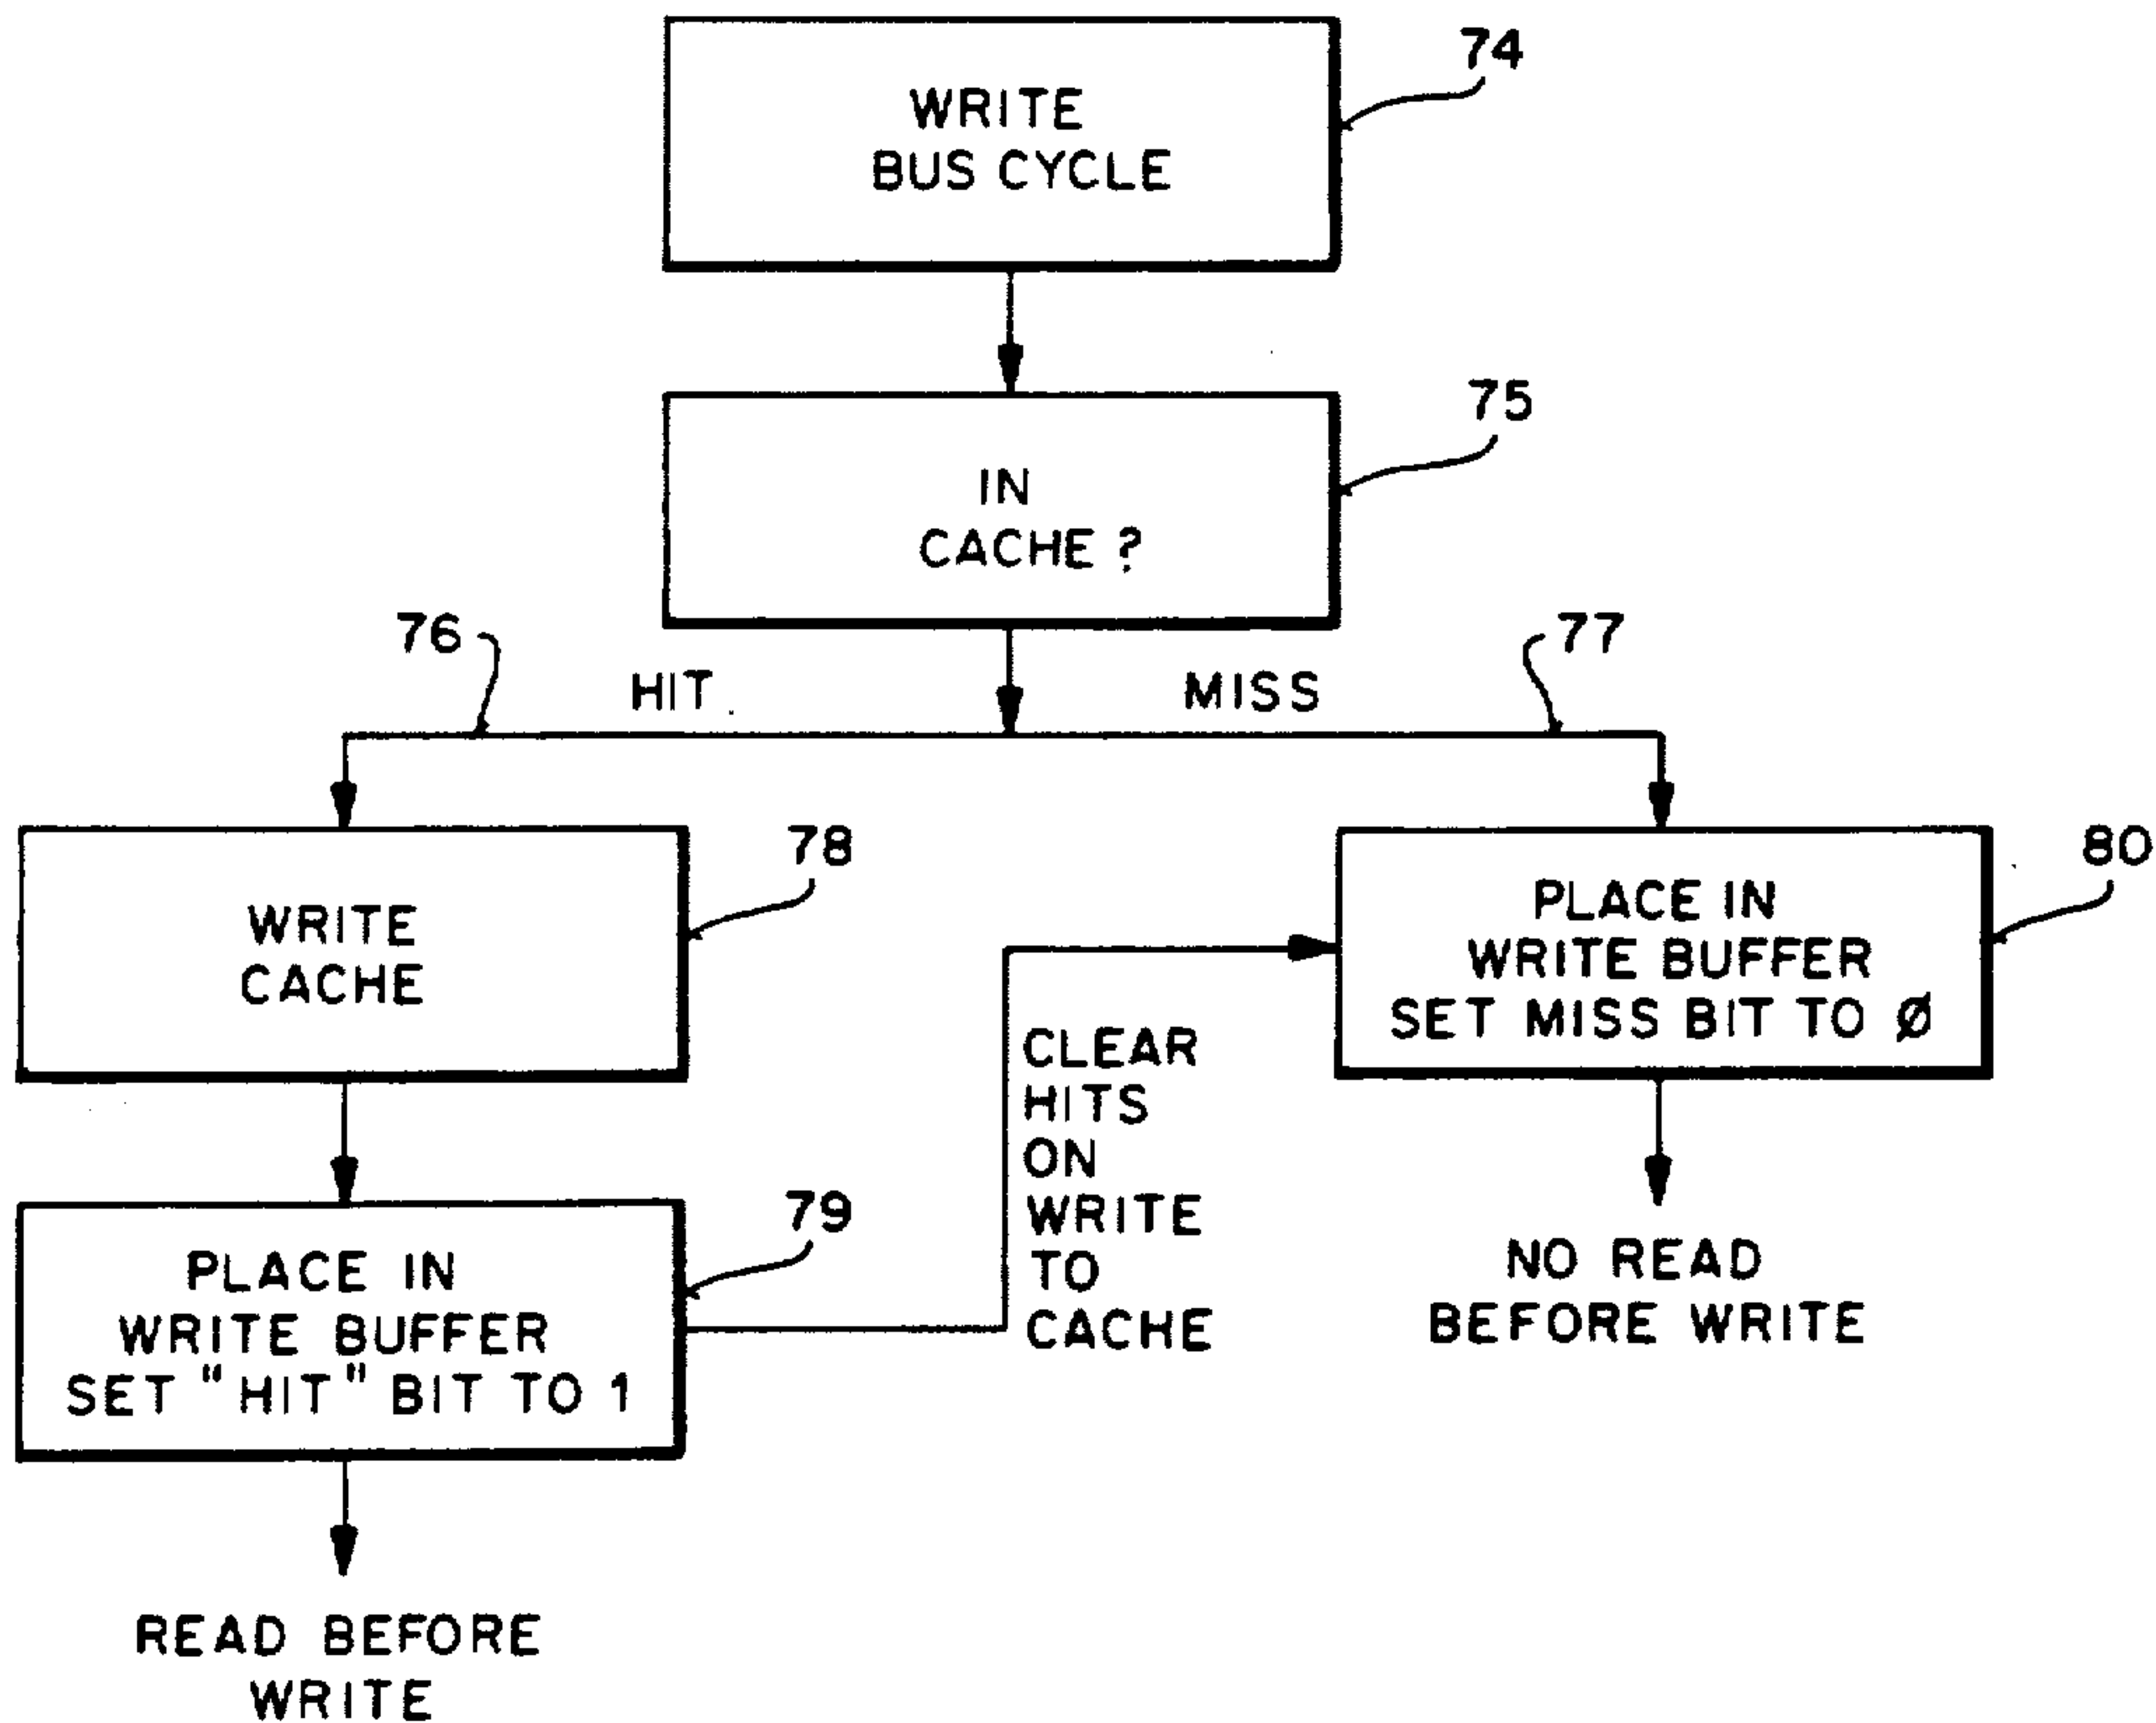 74
WRITE
BUS CYCLE
75
IN
CACHE ?
76
77
HIT
MISS
78
WRITE
CACHE
80
PLACE IN
WRITE BUFFER
SET MISS BIT TO Ø
CLEAR
HITS
ON
WRITE
TO
CACHE
79
PLACE IN
WRITE BUFFER
SET "HIT" BIT TO 1
NO READ
BEFORE WRITE
READ BEFORE
WRITE